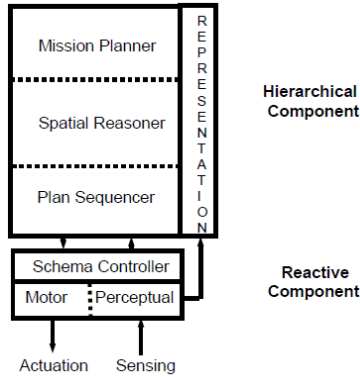 Mission Planner
Spatial Reasoner
Plan Sequencer
REPRESENTATION
Hierarchical
Component
Schema Controller
Motor Perceptual
Reactive
Component
Actuation Sensing